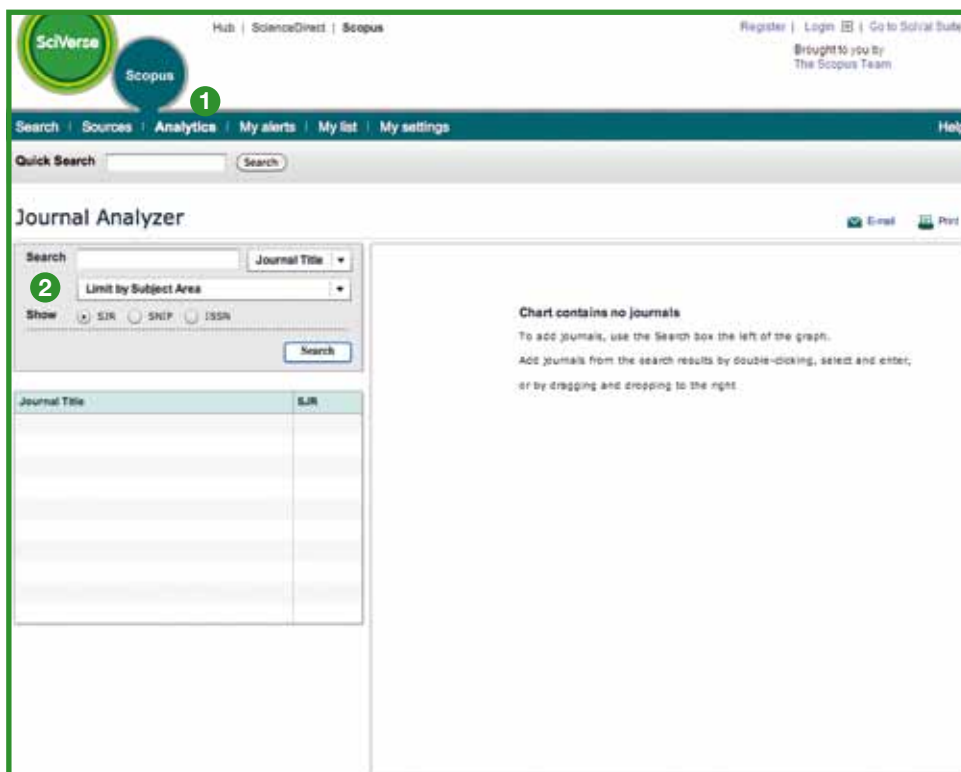 SciVerse
Scopus
Hub | ScienceDirect | Scopus
Register | Login | Go to SciVal Suite
Brought to you by
The Scopus Team
1
Search | Sources | Analytics | My alerts | My list | My settings
Help
Quick Search
Search
Journal Analyzer
E-mail
Print
Search
Journal Title
2
Limit by Subject Area
Show SJR SNIP ISSN
Search
Journal Title SJR
Chart contains no journals
To add journals, use the Search box the left of the graph.
Add journals from the search results by double-clicking, select and enter,
or by dragging and dropping to the right